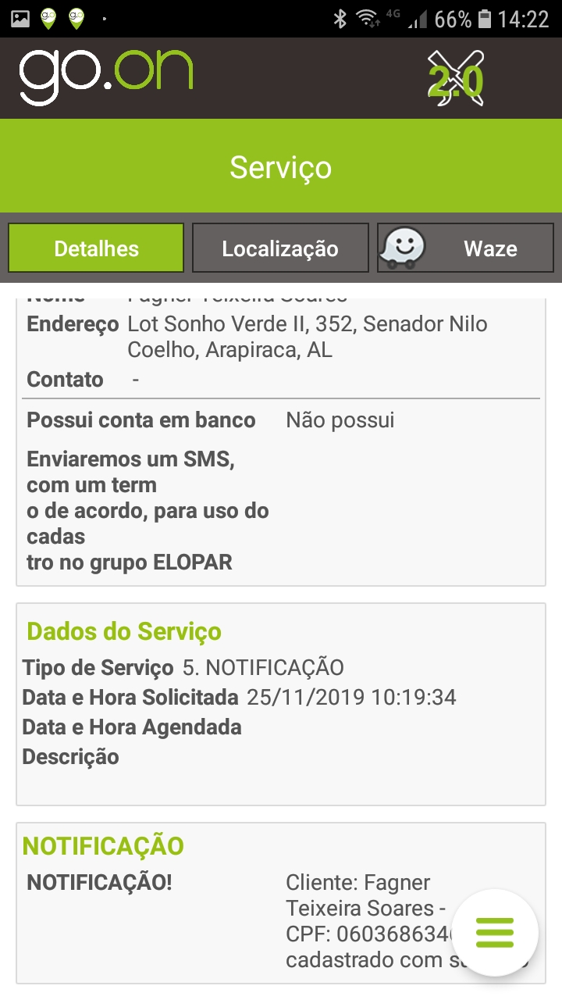 4G 66% 14:22
go.on
2.0
Serviço
Detalhes Localização Waze
Nome Fagner Teixeira Soares
Endereço Lot Sonho Verde II, 352, Senador Nilo
Coelho, Arapiraca, AL
Contato -
Possui conta em banco Não possui
Enviaremos um SMS,
com um term
o de acordo, para uso do
cadas
tro no grupo ELOPAR
Dados do Serviço
Tipo de Serviço 5. NOTIFICAÇÃO
Data e Hora Solicitada 25/11/2019 10:19:34
Data e Hora Agendada
Descrição
NOTIFICAÇÃO
NOTIFICAÇÃO! Cliente: Fagner
Teixeira Soares -
CPF: 060368634
cadastrado com